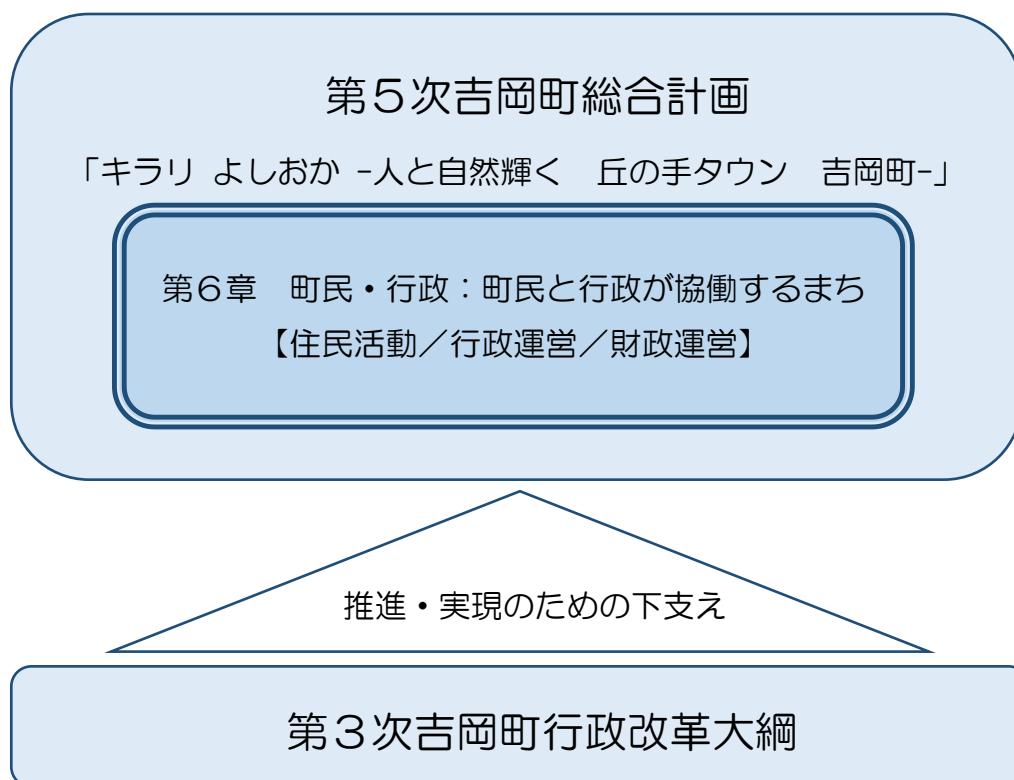 第５次吉岡町総合計画
「キラリ よしおか -人と自然輝く　丘の手タウン　吉岡町-」
第６章　町民・行政：町民と行政が協働するまち
【住民活動／行政運営／財政運営】
推進・実現のための下支え
第３次吉岡町行政改革大綱